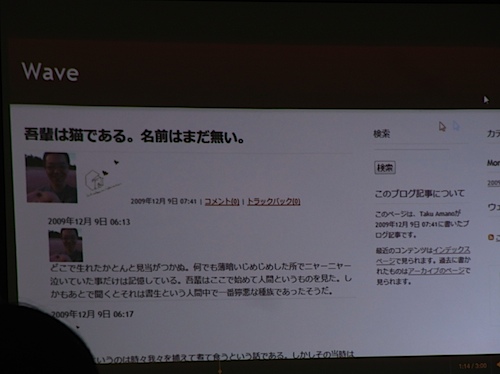 Wave
吾輩は猫である。名前はまだ無い。
2009年12月 9日 07:41 | コメント(0) | トラックバック(0)
2009年12月 9日 06:13
どこで生れたかとんと見当がつかぬ。何でも薄暗いじめじめした所でニャーニャー
泣いていた事だけは記憶している。吾輩はここで始めて人間というものを見た。し
かもあとで聞くとそれは書生という人間中で一番獰悪な種族であったそうだ。
2009年12月 9日 06:17
いうのは時々我々を捕えて煮て食うという話である。しかしその当時は
検索
検索
このブログ記事について
このページは、Taku Amanoが
2009年12月 9日 07:41に書いたブ
ログ記事です。
最近のコンテンツはインデックス
ページで見られます。過去に書
かれたものはアーカイブのページで
見られます。
カテ
Mor
2009
ウェ